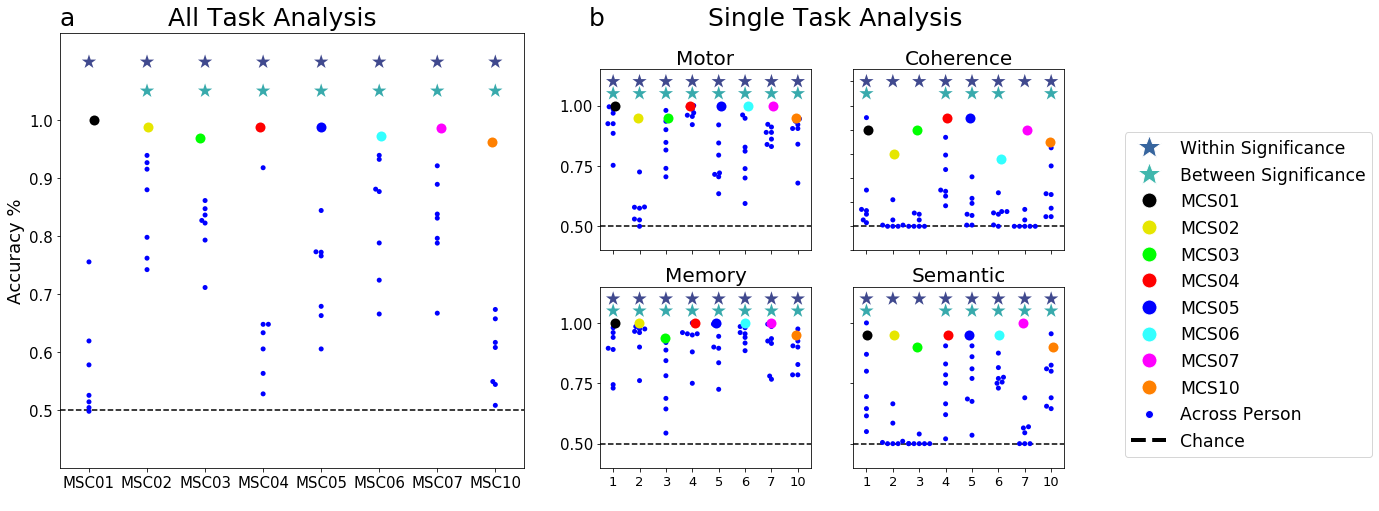 a
All Task Analysis
b
Single Task Analysis
Accuracy %
1.0
0.9
0.8
0.7
0.6
0.5
MSC01 MSC02 MSC03 MSC04 MSC05 MSC06 MSC07 MSC10
Motor
1.00
0.75
0.50
Coherence
Memory
1.00
0.75
0.50
1 2 3 4 5 6 7 10
Semantic
1 2 3 4 5 6 7 10
Within Significance
Between Significance
MCS01
MCS02
MCS03
MCS04
MCS05
MCS06
MCS07
MCS10
Across Person
Chance